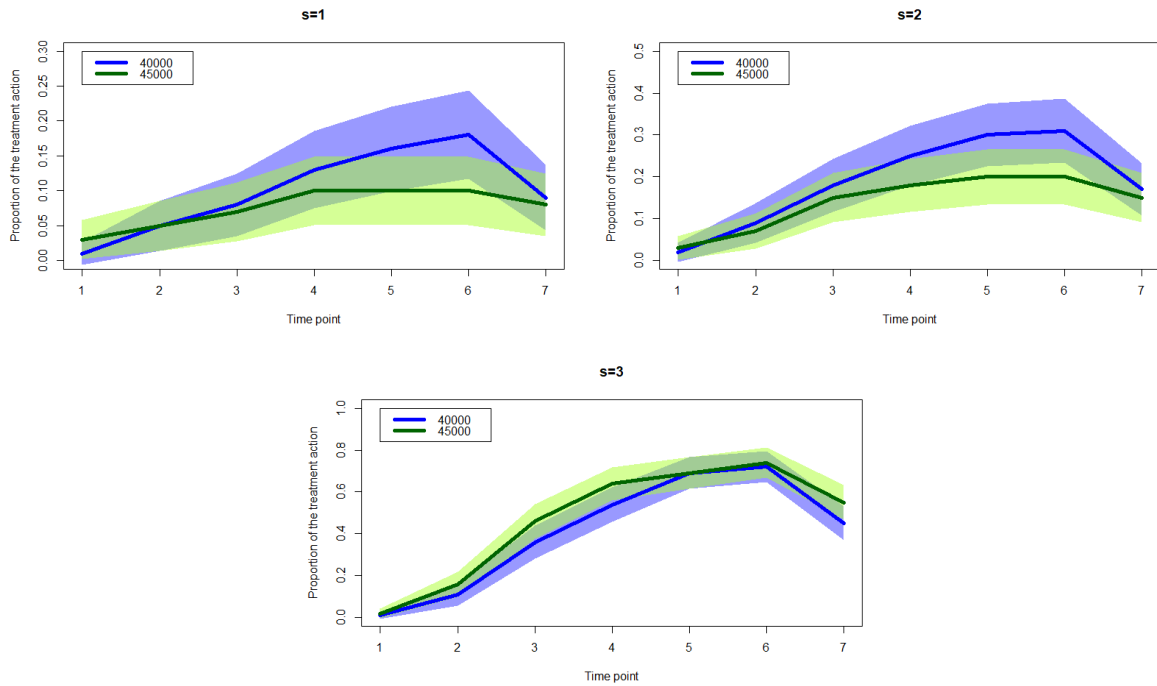 s=1
Proportion of the treatment action
0.30
0.25
0.20
0.15
0.10
0.05
0.00
40000
45000
1 2 3 4 5 6 7
Time point
s=2
Proportion of the treatment action
0.5
0.4
0.3
0.2
0.1
0.0
40000
45000
1 2 3 4 5 6 7
Time point
s=3
Proportion of the treatment action
1.0
0.8
0.6
0.4
0.2
0.0
40000
45000
1 2 3 4 5 6 7
Time point